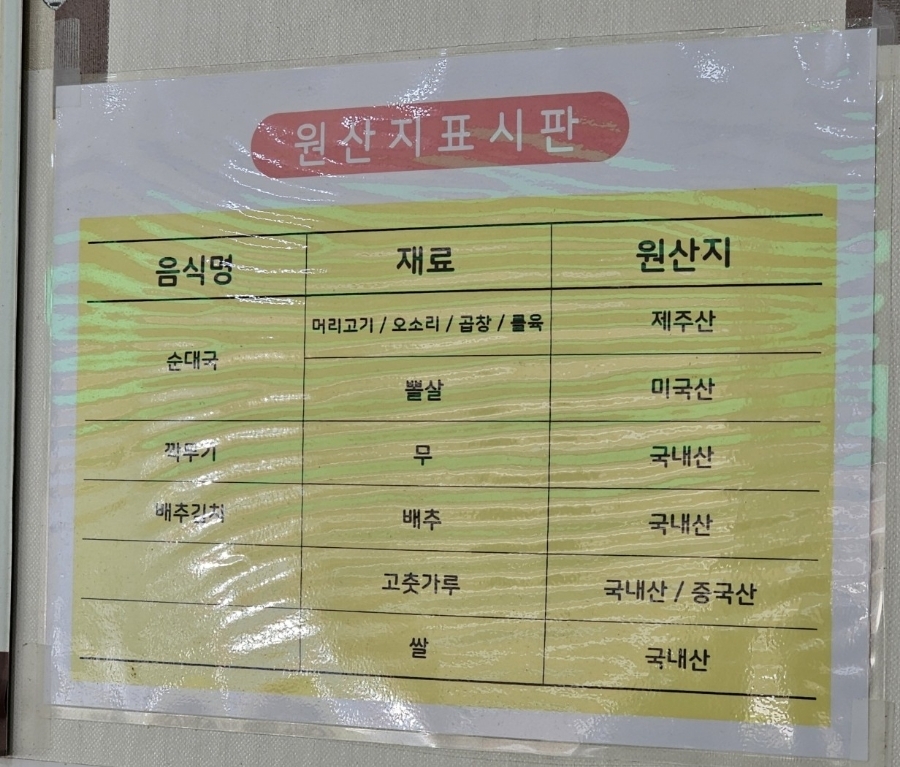 원산지표시판
음식명 재료 원산지
머리고기 / 오소리 / 곱창 / 돌육 제주산
순대국
뽈살 미국산
깍두기 무 국내산
배추김치 배추 국내산
고춧가루 국내산 / 중국산
쌀 국내산